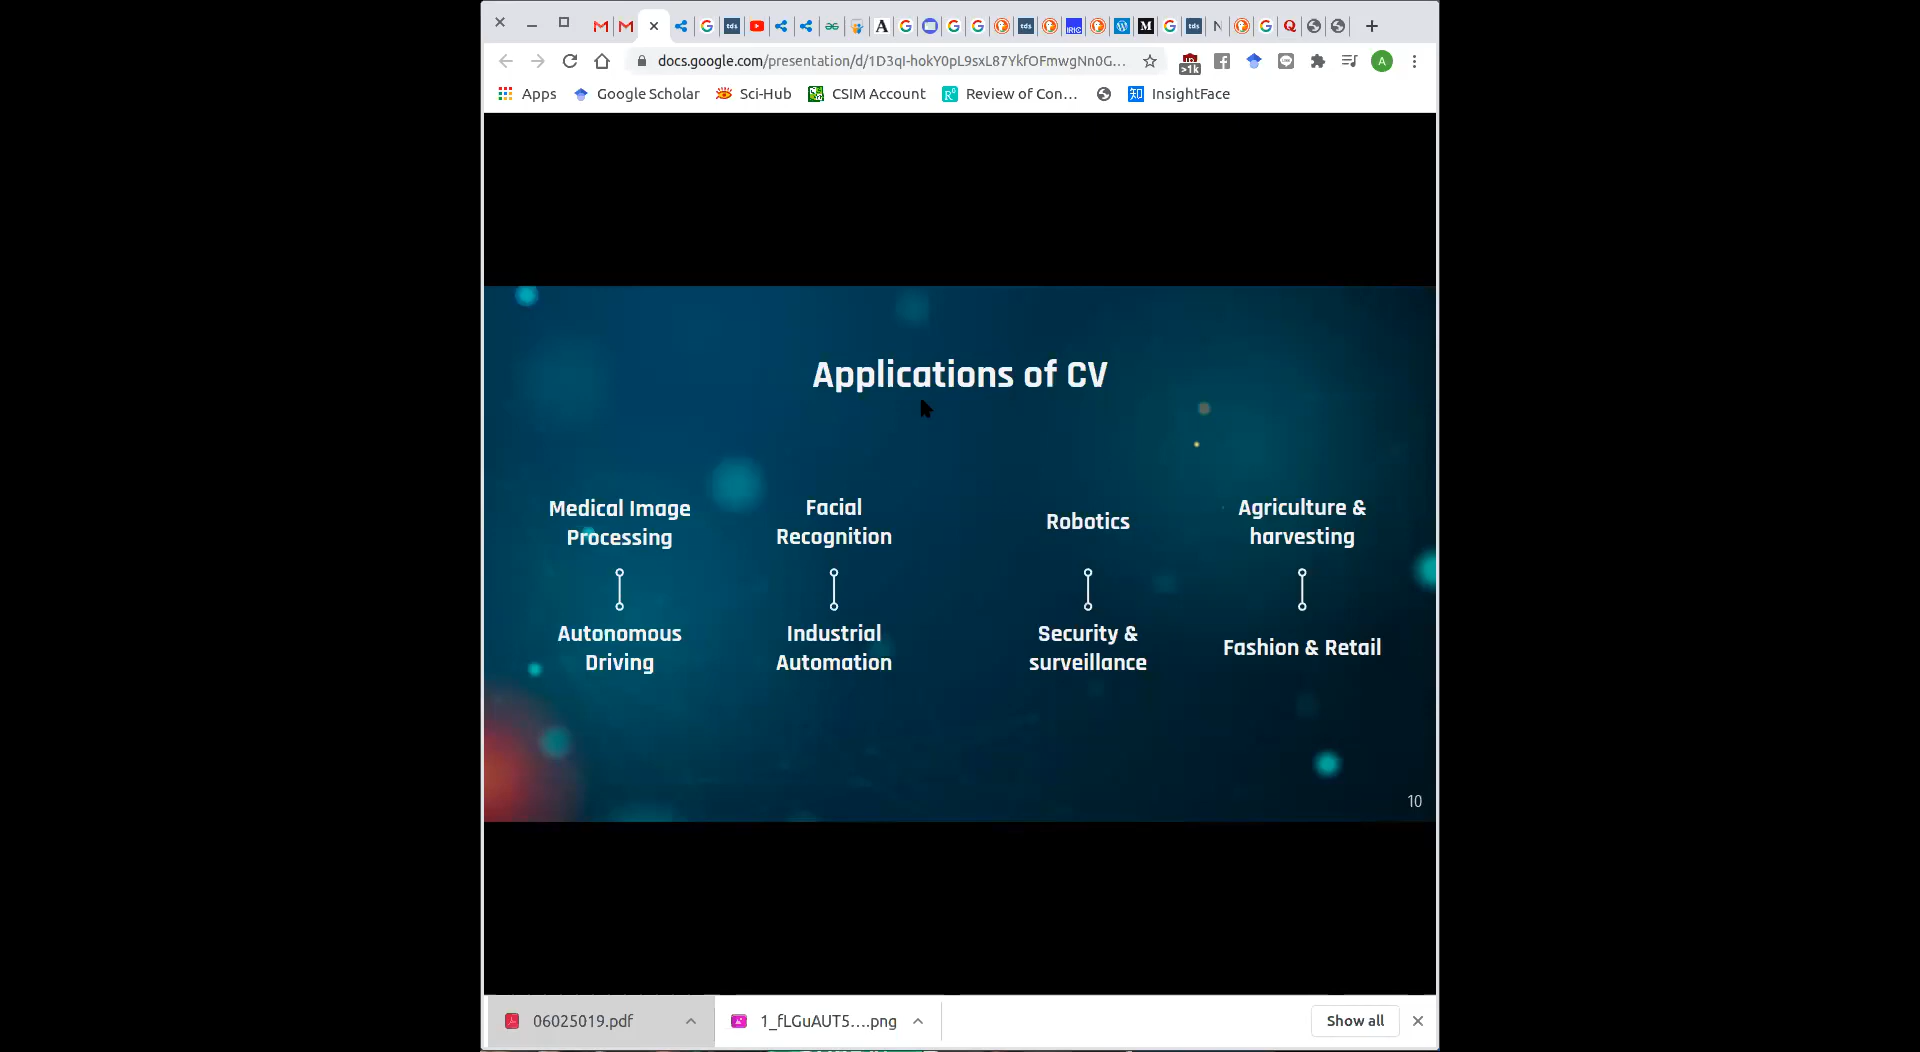 docs.google.com/presentation/d/1D3qI-hokY0pL9sxL87YkfOFmwgNn0G...
>1k
A
Apps
Google Scholar
Sci-Hub
CSIM Account
Review of Con...
InsightFace
Applications of CV
Medical Image
Processing
Facial
Recognition
Robotics
Agriculture &
harvesting
Autonomous
Driving
Industrial
Automation
Security &
surveillance
Fashion & Retail
10
06025019.pdf
1_fLGuAUT5....png
Show all